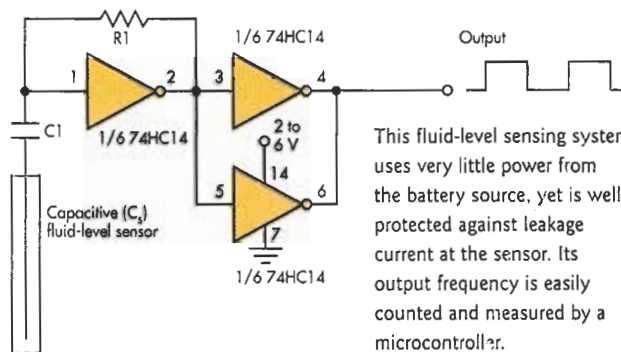 R1
1/6 74HC14
Output
1
2
3
4
C1
1/6 74HC14
2 to
6 V
14
5
6
7
Capacitive (Cs)
fluid-level sensor
1/6 74HC14
This fluid-level sensing system
uses very little power from
the battery source, yet is well
protected against leakage
current at the sensor. Its
output frequency is easily
counted and measured by a
microcontroller.